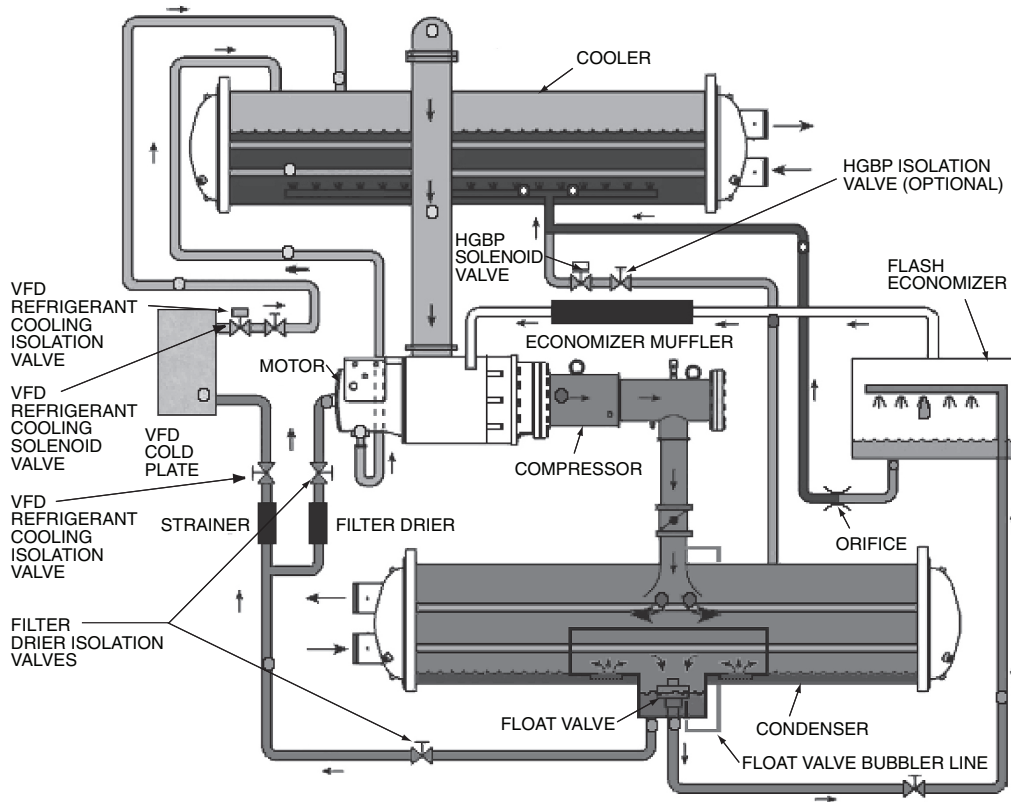 COOLER
HGBP ISOLATION
VALVE (OPTIONAL)
HGBP
SOLENOID
VALVE
FLASH
ECONOMIZER
VFD
REFRIGERANT
COOLING
ISOLATION
VALVE
ECONOMIZER MUFFLER
MOTOR
VFD
REFRIGERANT
COOLING
SOLENOID
VALVE
VFD
COLD
PLATE
COMPRESSOR
VFD
REFRIGERANT
COOLING
ISOLATION
VALVE
STRAINER
FILTER DRIER
ORIFICE
FILTER
DRIER ISOLATION
VALVES
FLOAT VALVE
CONDENSER
FLOAT VALVE BUBBLER LINE